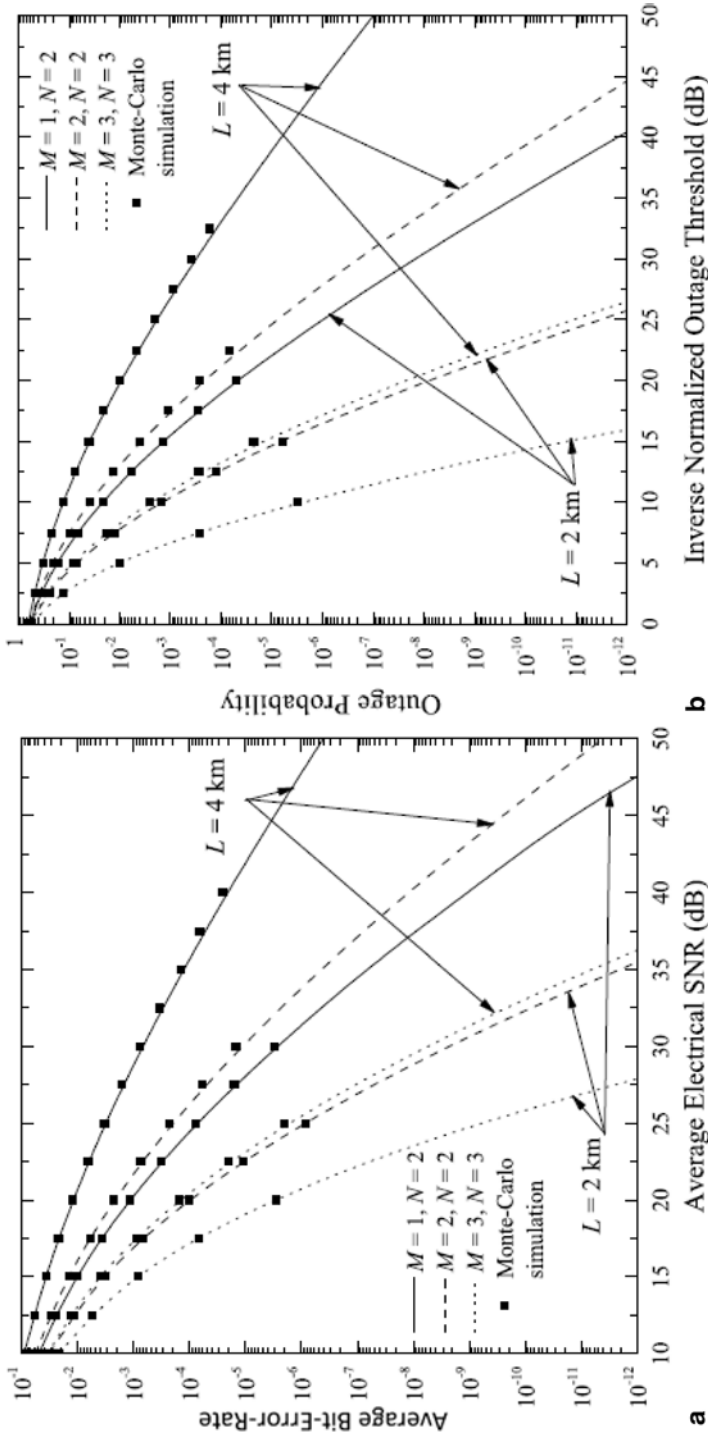 Average Bit-Error-Rate
10⁻¹
10⁻²
10⁻³
10⁻⁴
10⁻⁵
10⁻⁶
10⁻⁷
10⁻⁸
10⁻⁹
10⁻¹⁰
10⁻¹¹
10⁻¹²
10
15
20
25
30
35
40
45
50
Average Electrical SNR (dB)
M = 1, N = 2
M = 2, N = 2
M = 3, N = 3
Monte-Carlo
simulation
L = 4 km
L = 2 km
a
Outage Probability
1
10⁻¹
10⁻²
10⁻³
10⁻⁴
10⁻⁵
10⁻⁶
10⁻⁷
10⁻⁸
10⁻⁹
10⁻¹⁰
10⁻¹¹
10⁻¹²
0
5
10
15
20
25
30
35
40
45
50
Inverse Normalized Outage Threshold (dB)
M = 1, N = 2
M = 2, N = 2
M = 3, N = 3
Monte-Carlo
simulation
L = 4 km
L = 2 km
b